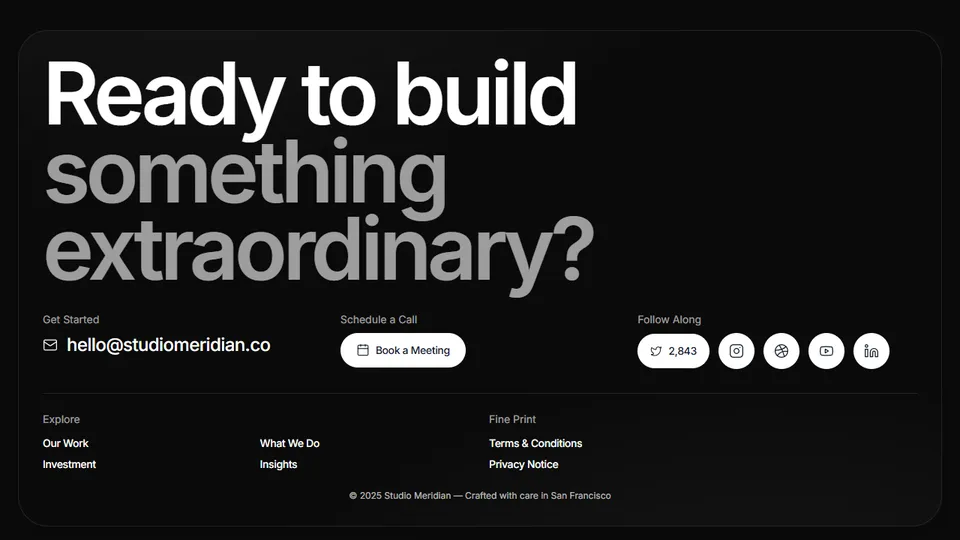 Ready to build
something
extraordinary?
Get Started
hello@studiomeridian.co
Schedule a Call
Book a Meeting
Follow Along
2,843
Explore
Our Work
What We Do
Investment
Insights
Fine Print
Terms & Conditions
Privacy Notice
© 2025 Studio Meridian — Crafted with care in San Francisco